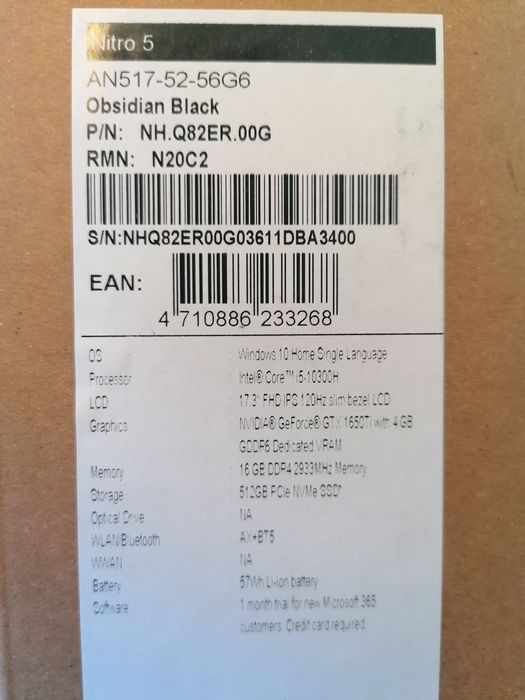 Nitro 5
AN517-52-56G6
Obsidian Black
P/N: NH.Q82ER.00G
RMN: N20C2
S/N:NHQ82ER00G03611DBA3400
EAN:
4 710886 233268
OS : Windows 10 Home Single Language
Processor : Intel® Core™ i5-10300H
LCD : 17.3" FHD IPS 120Hz slim bezel LCD
Graphics : NVIDIA® GeForce® GTX 1650Ti with 4 GB
GDDR6 Dedicated VRAM
Memory : 16 GB DDR4 2933MHz Memory
Storage : 512GB PCIe NVMe SSD*
Optical Drive : NA
WLAN/Bluetooth : AX+BT5
WWAN : NA
Battery : 57Wh Li-ion battery
Software : 1 month trial for new Microsoft 365
customers. Credit card required.